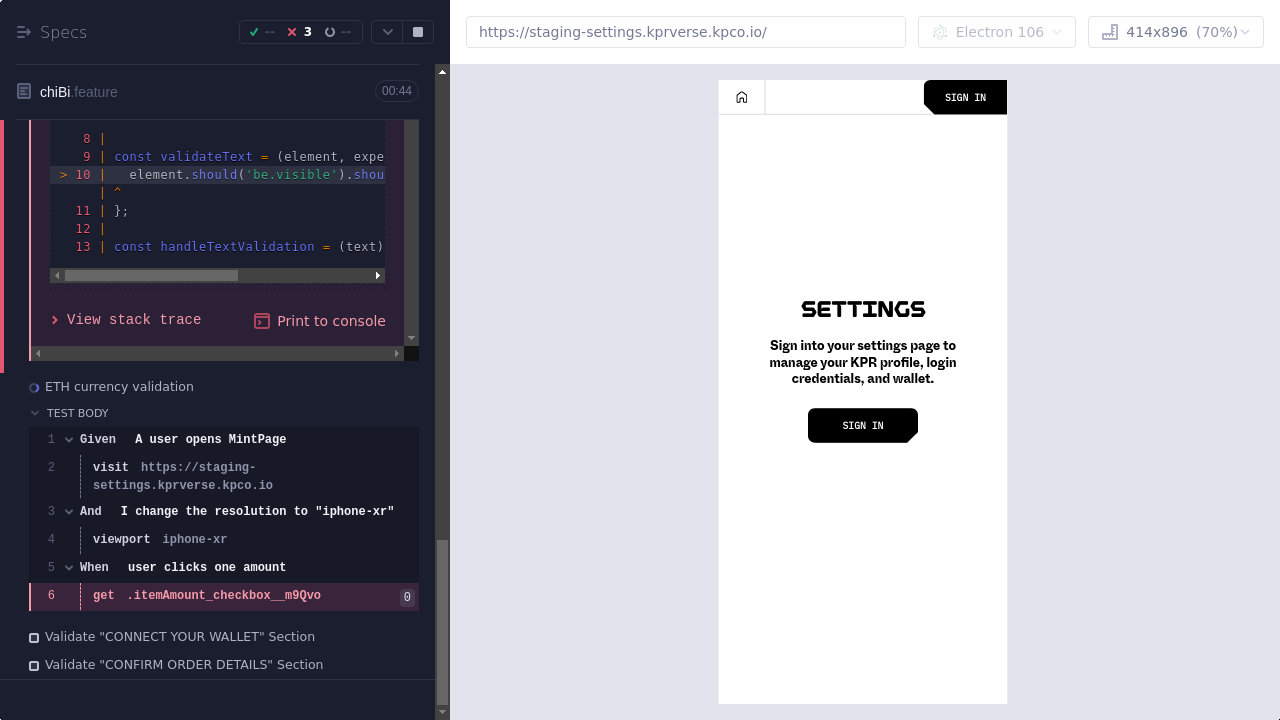 Specs
--
3
--
chiBi.feature
00:44
8 |
9 | const validateText = (element, expe
> 10 |   element.should('be.visible').shou
| ^
11 | };
12 |
13 | const handleTextValidation = (text)
View stack trace
Print to console
ETH currency validation
TEST BODY
1 Given A user opens MintPage
2 visit https://staging-
settings.kprverse.kpco.io
3 And I change the resolution to "iphone-xr"
4 viewport iphone-xr
5 When user clicks one amount
6 get .itemAmount_checkbox__m9Qvo 0
Validate "CONNECT YOUR WALLET" Section
Validate "CONFIRM ORDER DETAILS" Section
https://staging-settings.kprverse.kpco.io/
Electron 106
414x896 (70%)
SIGN IN
SETTINGS
Sign into your settings page to
manage your KPR profile, login
credentials, and wallet.
SIGN IN